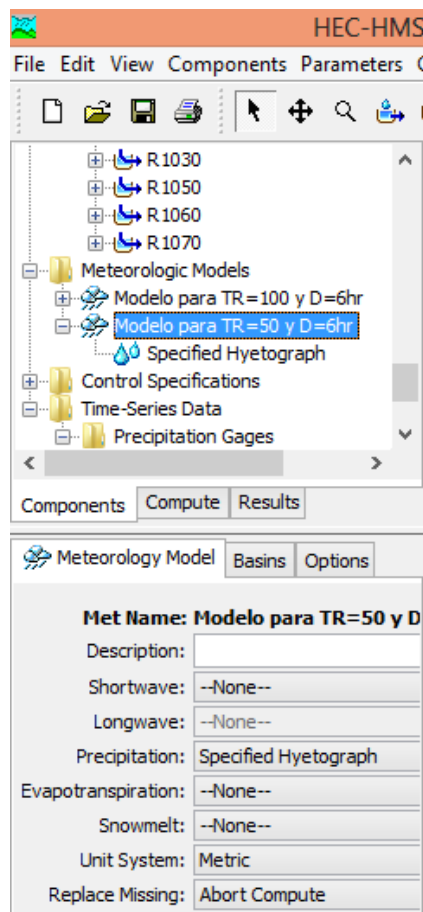 HEC-HMS
File Edit View Components Parameters
R1030
R1050
R1060
R1070
Meteorologic Models
Modelo para TR=100 y D=6hr
Modelo para TR=50 y D=6hr
Specified Hyetograph
Control Specifications
Time-Series Data
Precipitation Gages
Components Compute Results
Meteorology Model Basins Options
Met Name: Modelo para TR=50 y D
Description:
Shortwave: --None--
Longwave: --None--
Precipitation: Specified Hyetograph
Evapotranspiration: --None--
Snowmelt: --None--
Unit System: Metric
Replace Missing: Abort Compute